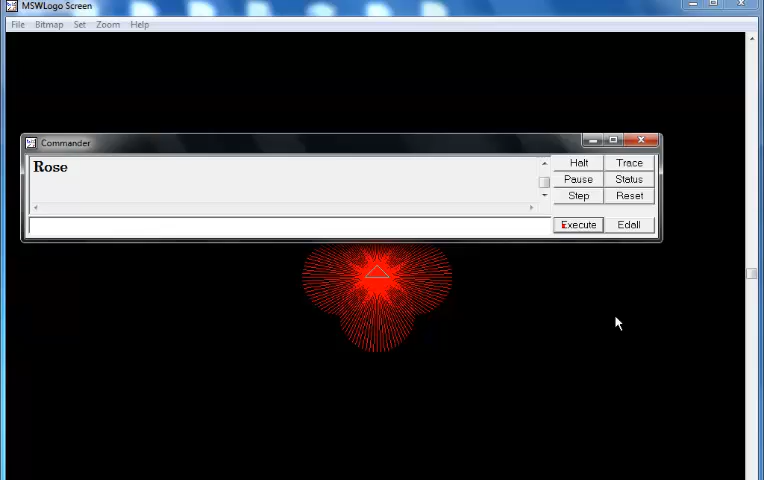 MSWLogo Screen
File Bitmap Set Zoom Help
Commander
Rose
Halt Trace
Pause Status
Step Reset
Execute Edall